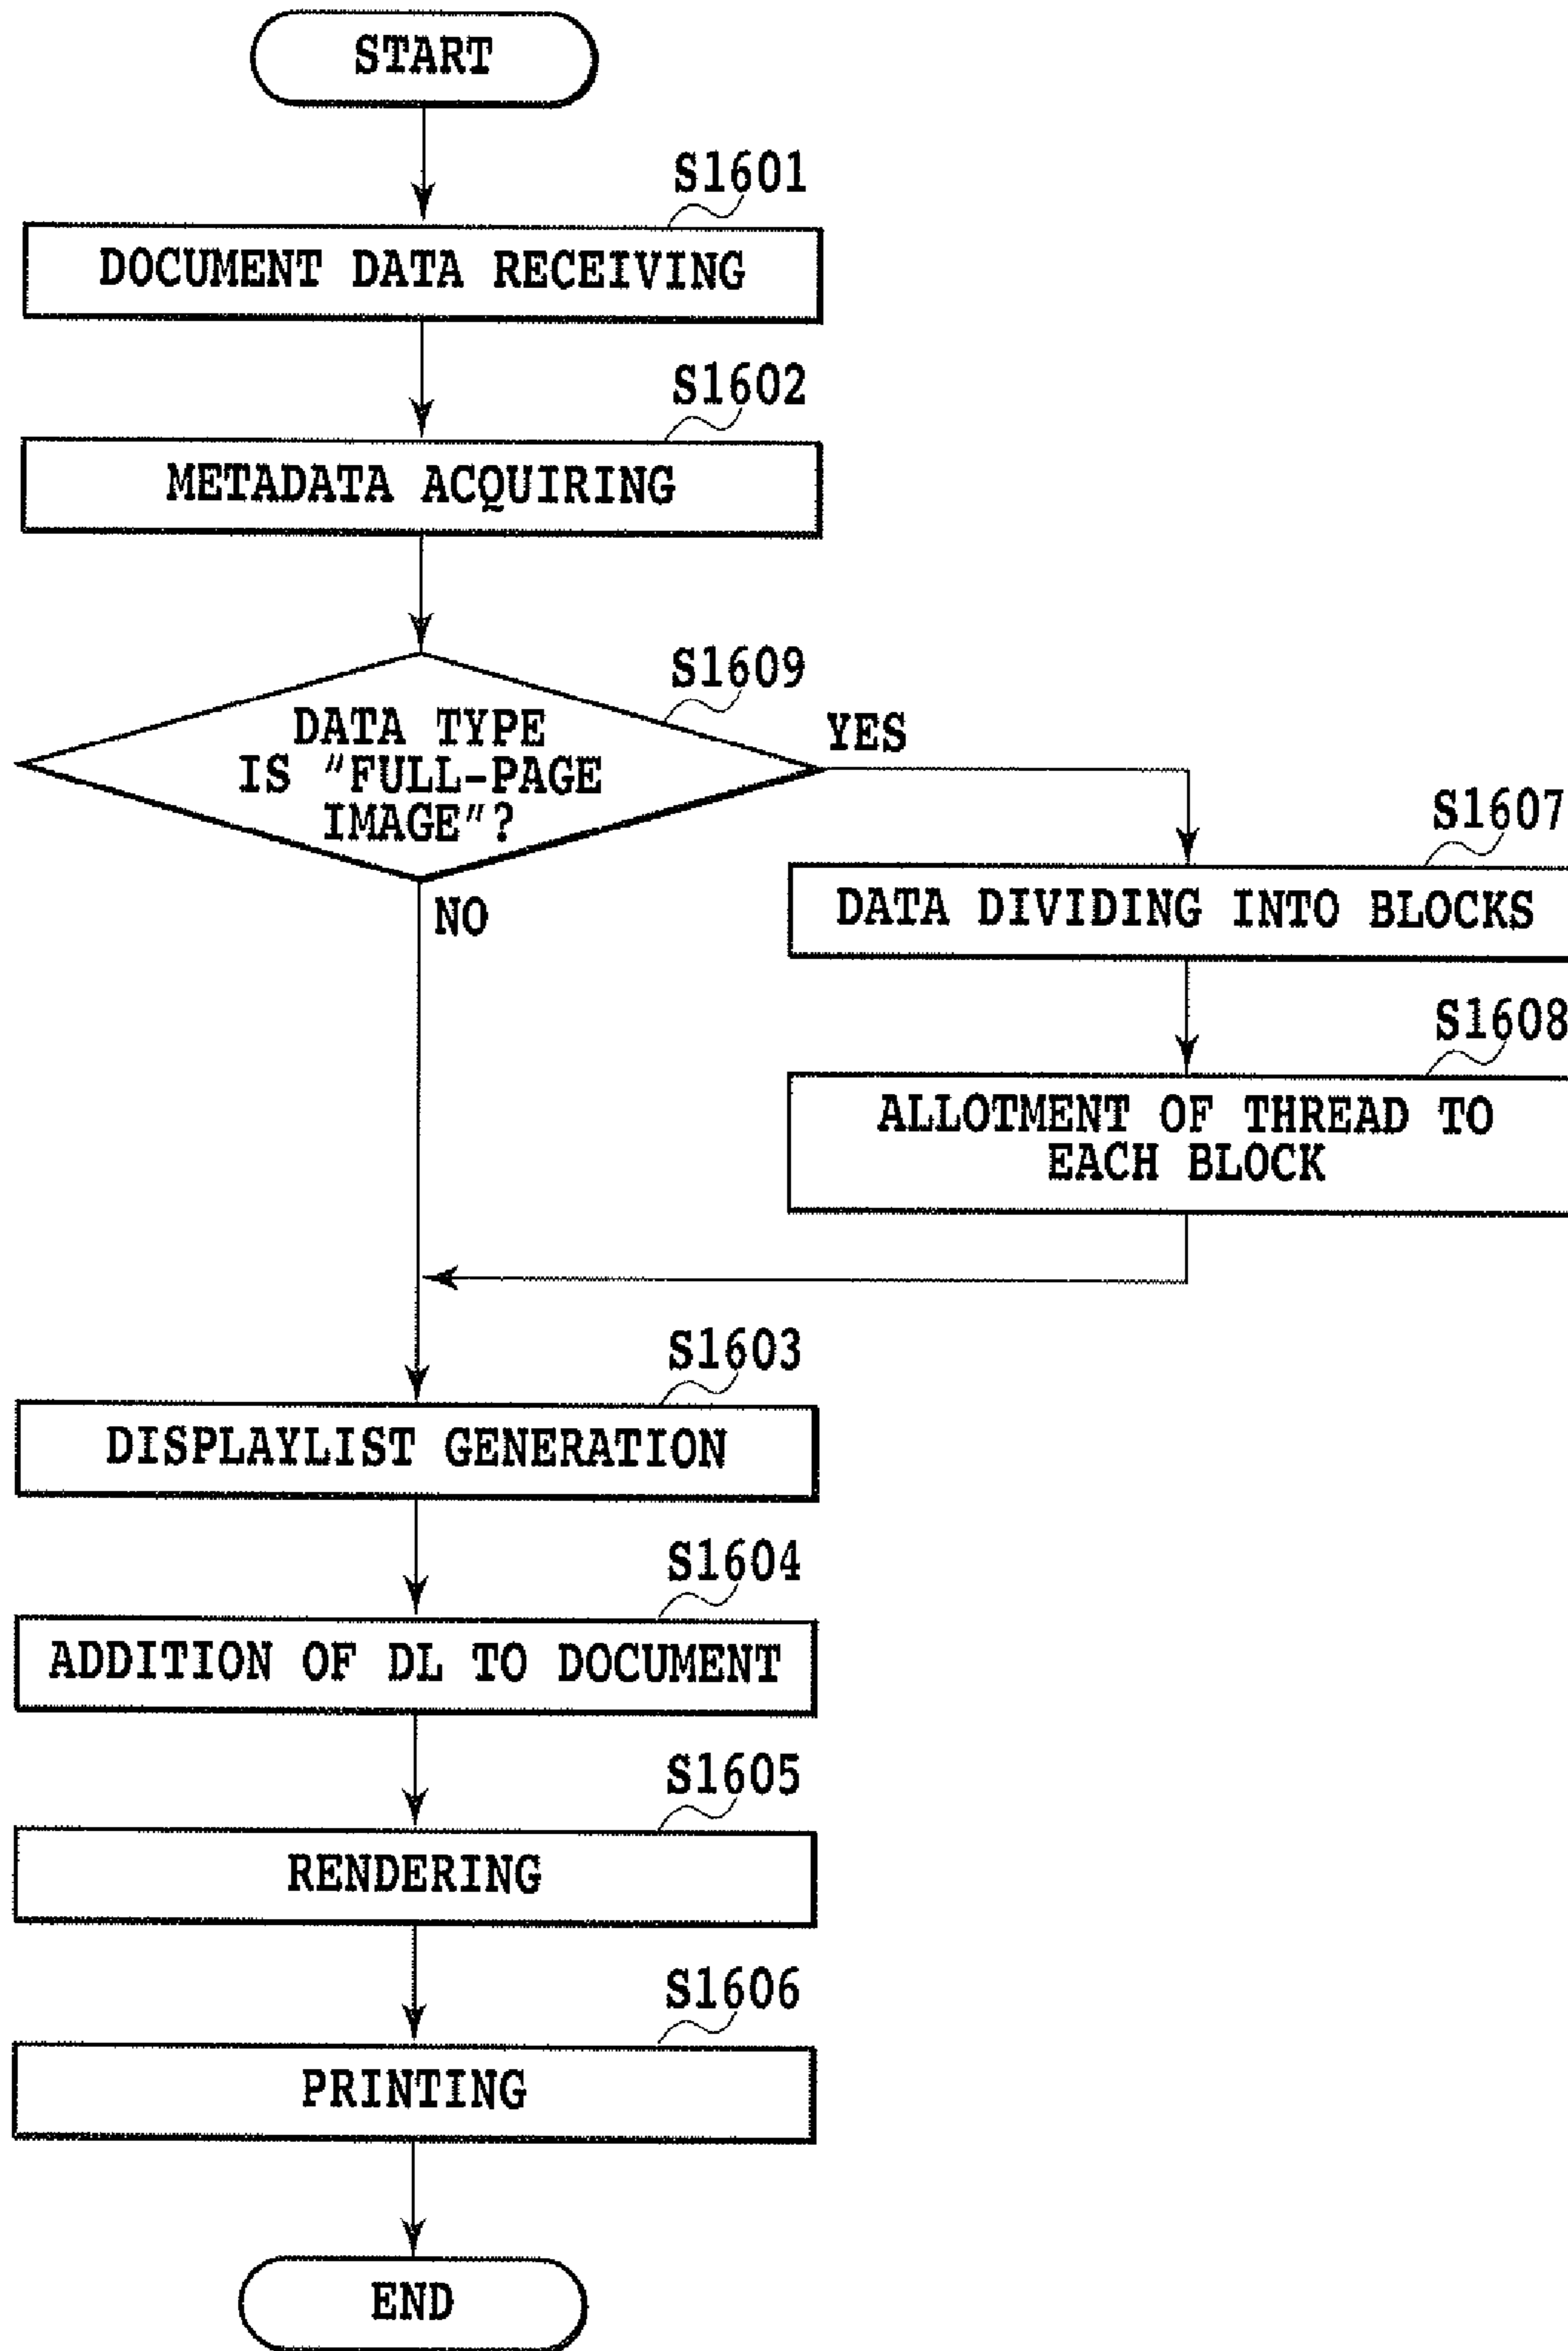 START
S1601
DOCUMENT DATA RECEIVING
S1602
METADATA ACQUIRING
S1609
DATA TYPE
IS "FULL-PAGE
IMAGE"?
YES
NO
S1607
DATA DIVIDING INTO BLOCKS
S1608
ALLOTMENT OF THREAD TO
EACH BLOCK
S1603
DISPLAYLIST GENERATION
S1604
ADDITION OF DL TO DOCUMENT
S1605
RENDERING
S1606
PRINTING
END